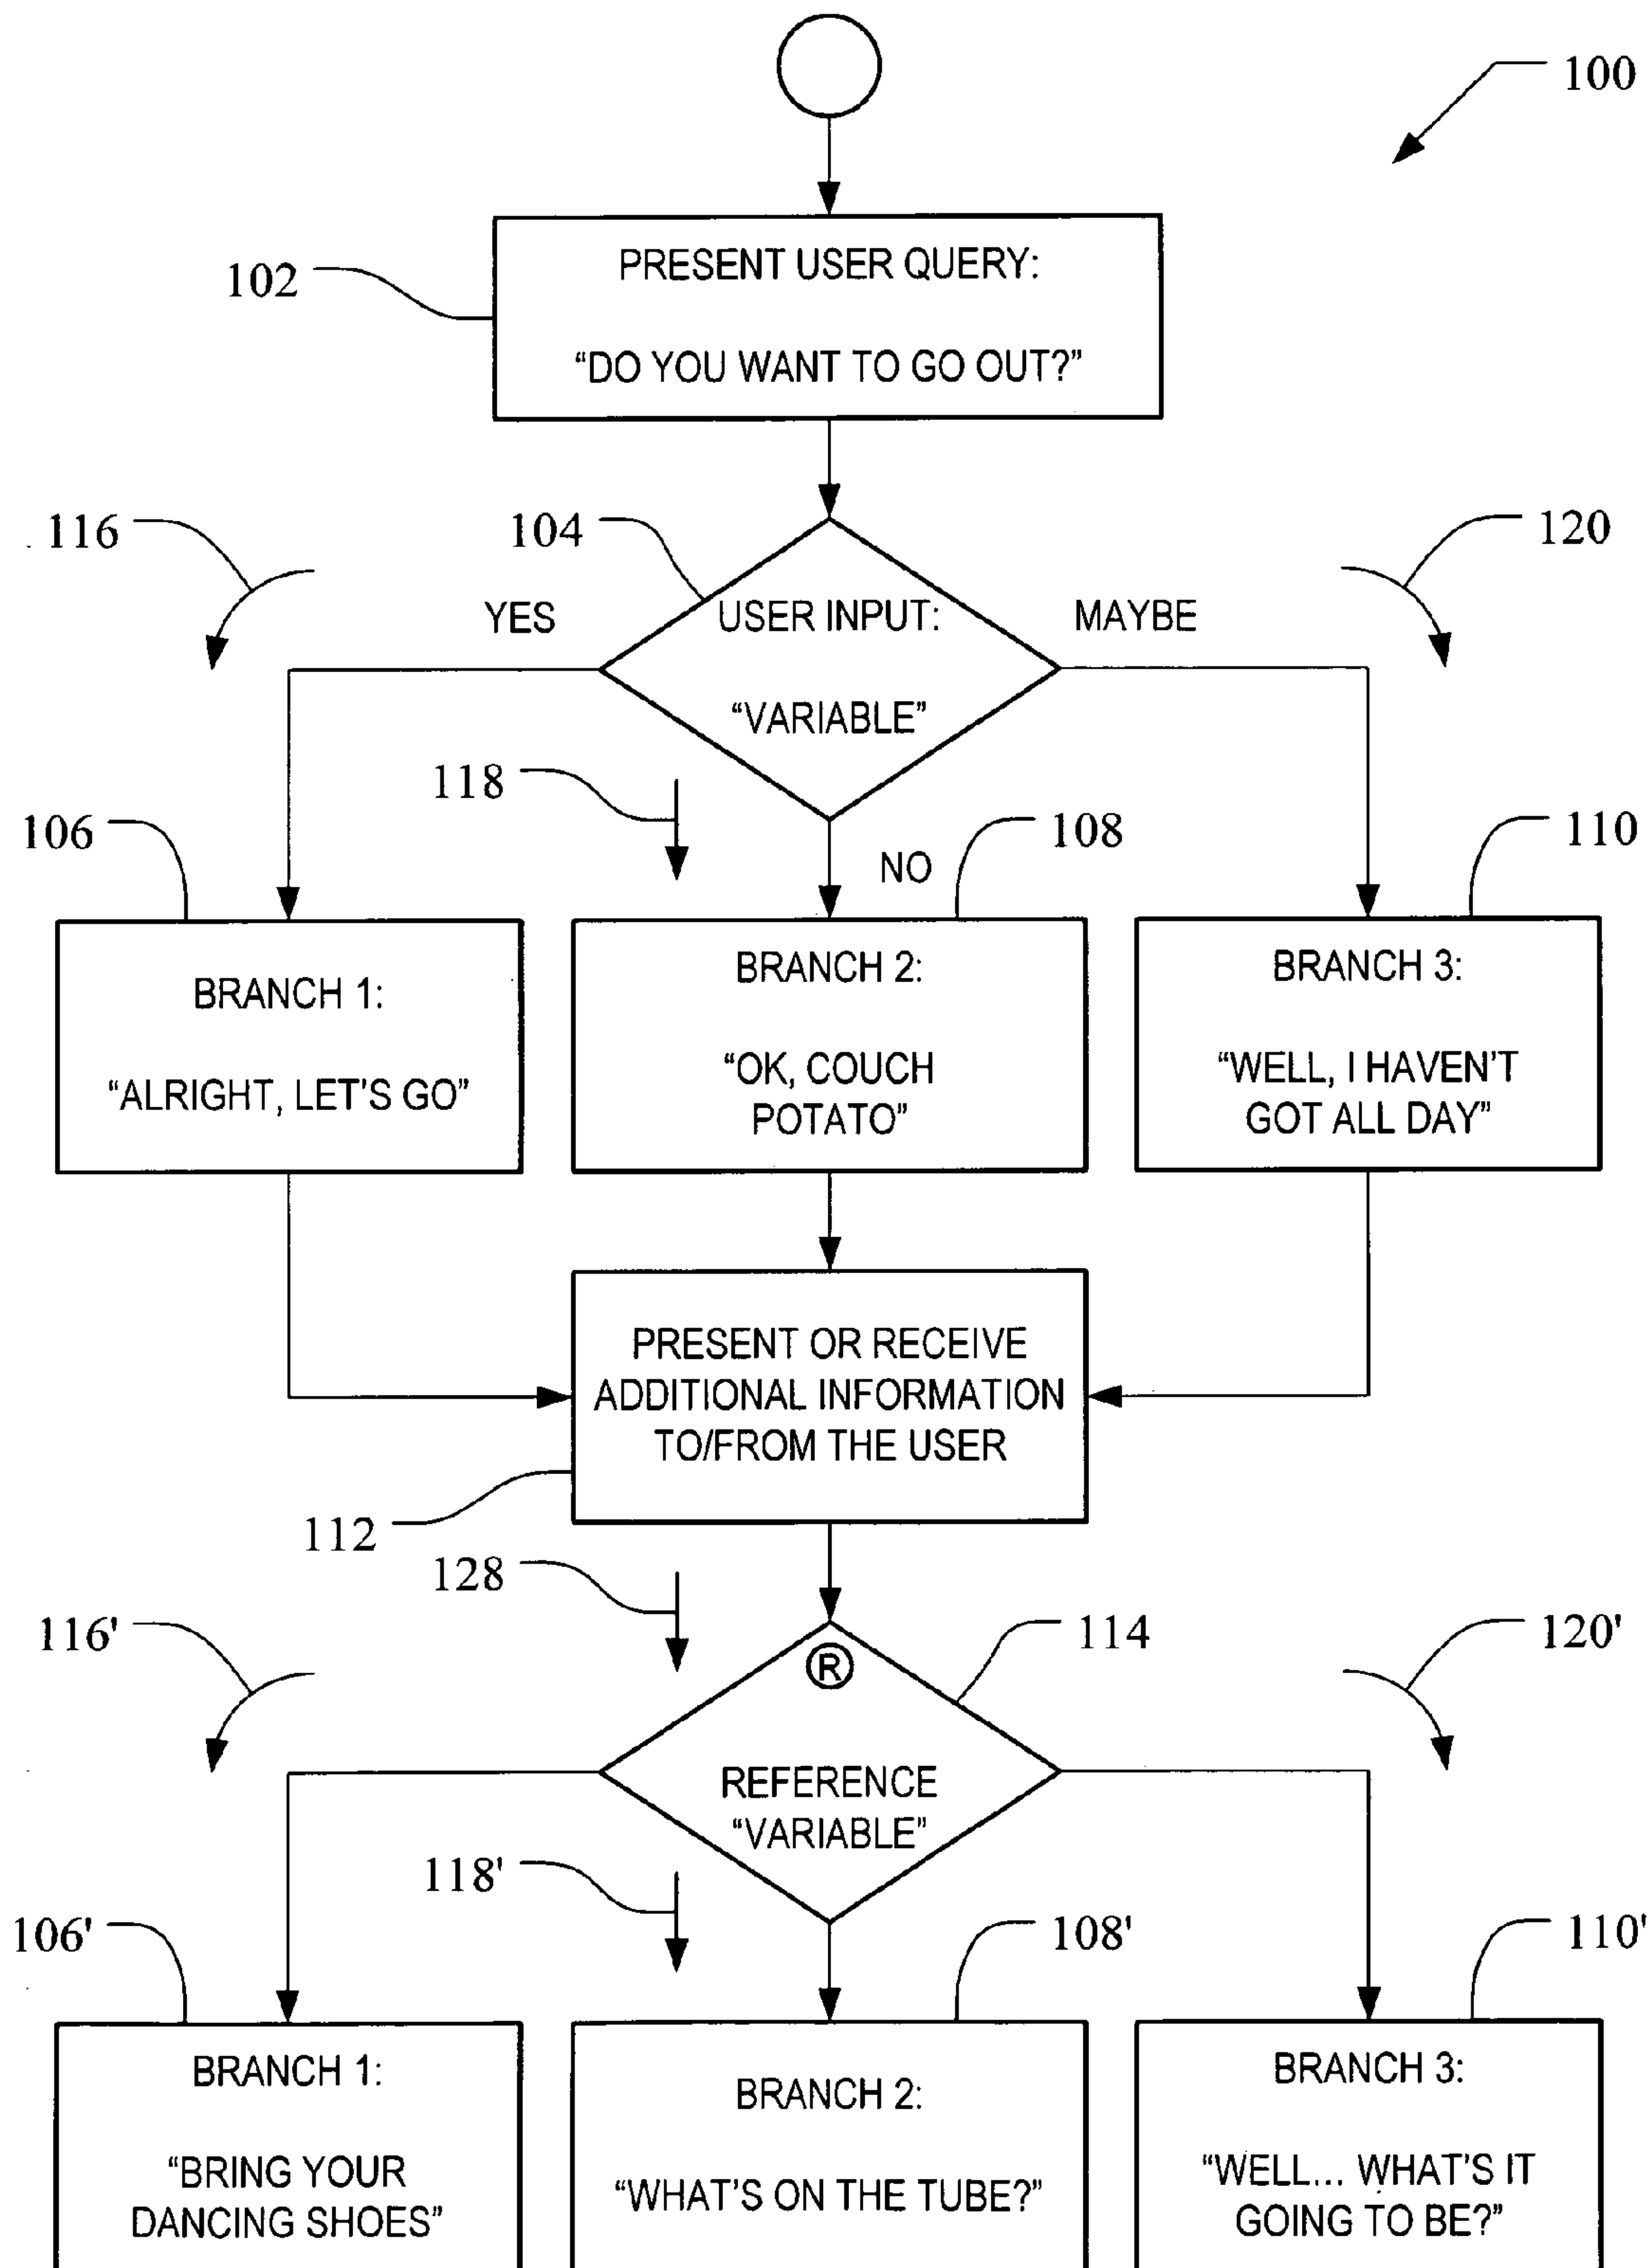 100
102
PRESENT USER QUERY:
“DO YOU WANT TO GO OUT?”
116
104
120
YES
USER INPUT:
MAYBE
“VARIABLE”
118
106
NO
108
110
BRANCH 1:
“ALRIGHT, LET'S GO”
BRANCH 2:
“OK, COUCH
POTATO”
BRANCH 3:
“WELL, I HAVEN'T
GOT ALL DAY”
PRESENT OR RECEIVE
ADDITIONAL INFORMATION
TO/FROM THE USER
112
128
116'
114
120'
®
REFERENCE
“VARIABLE”
118'
106'
108'
110'
BRANCH 1:
“BRING YOUR
DANCING SHOES”
BRANCH 2:
“WHAT'S ON THE TUBE?”
BRANCH 3:
“WELL... WHAT'S IT
GOING TO BE?”